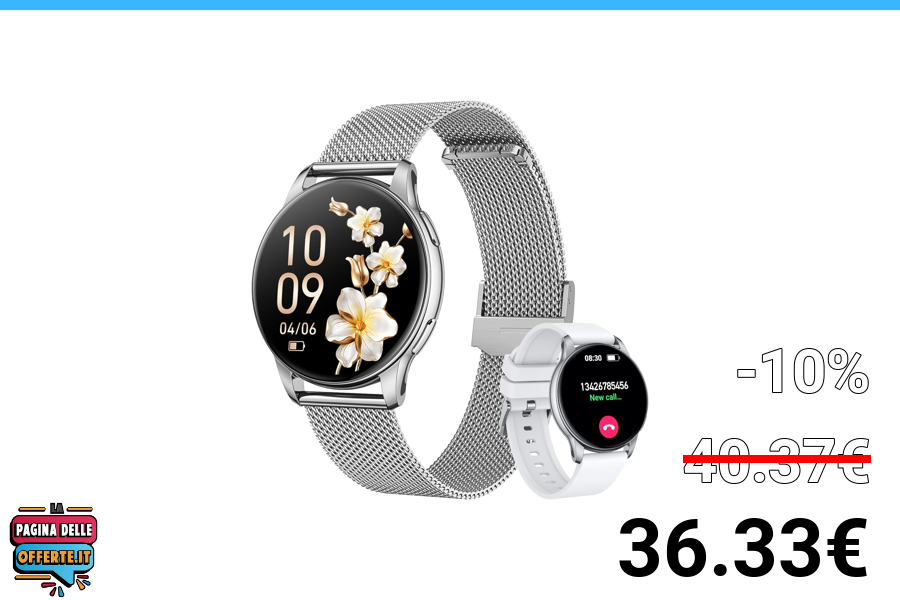 10
09
04/06
08:30
13426785456
New call...
-10%
40.37€
36.33€
LA
PAGINA DELLE
OFFERTE.IT